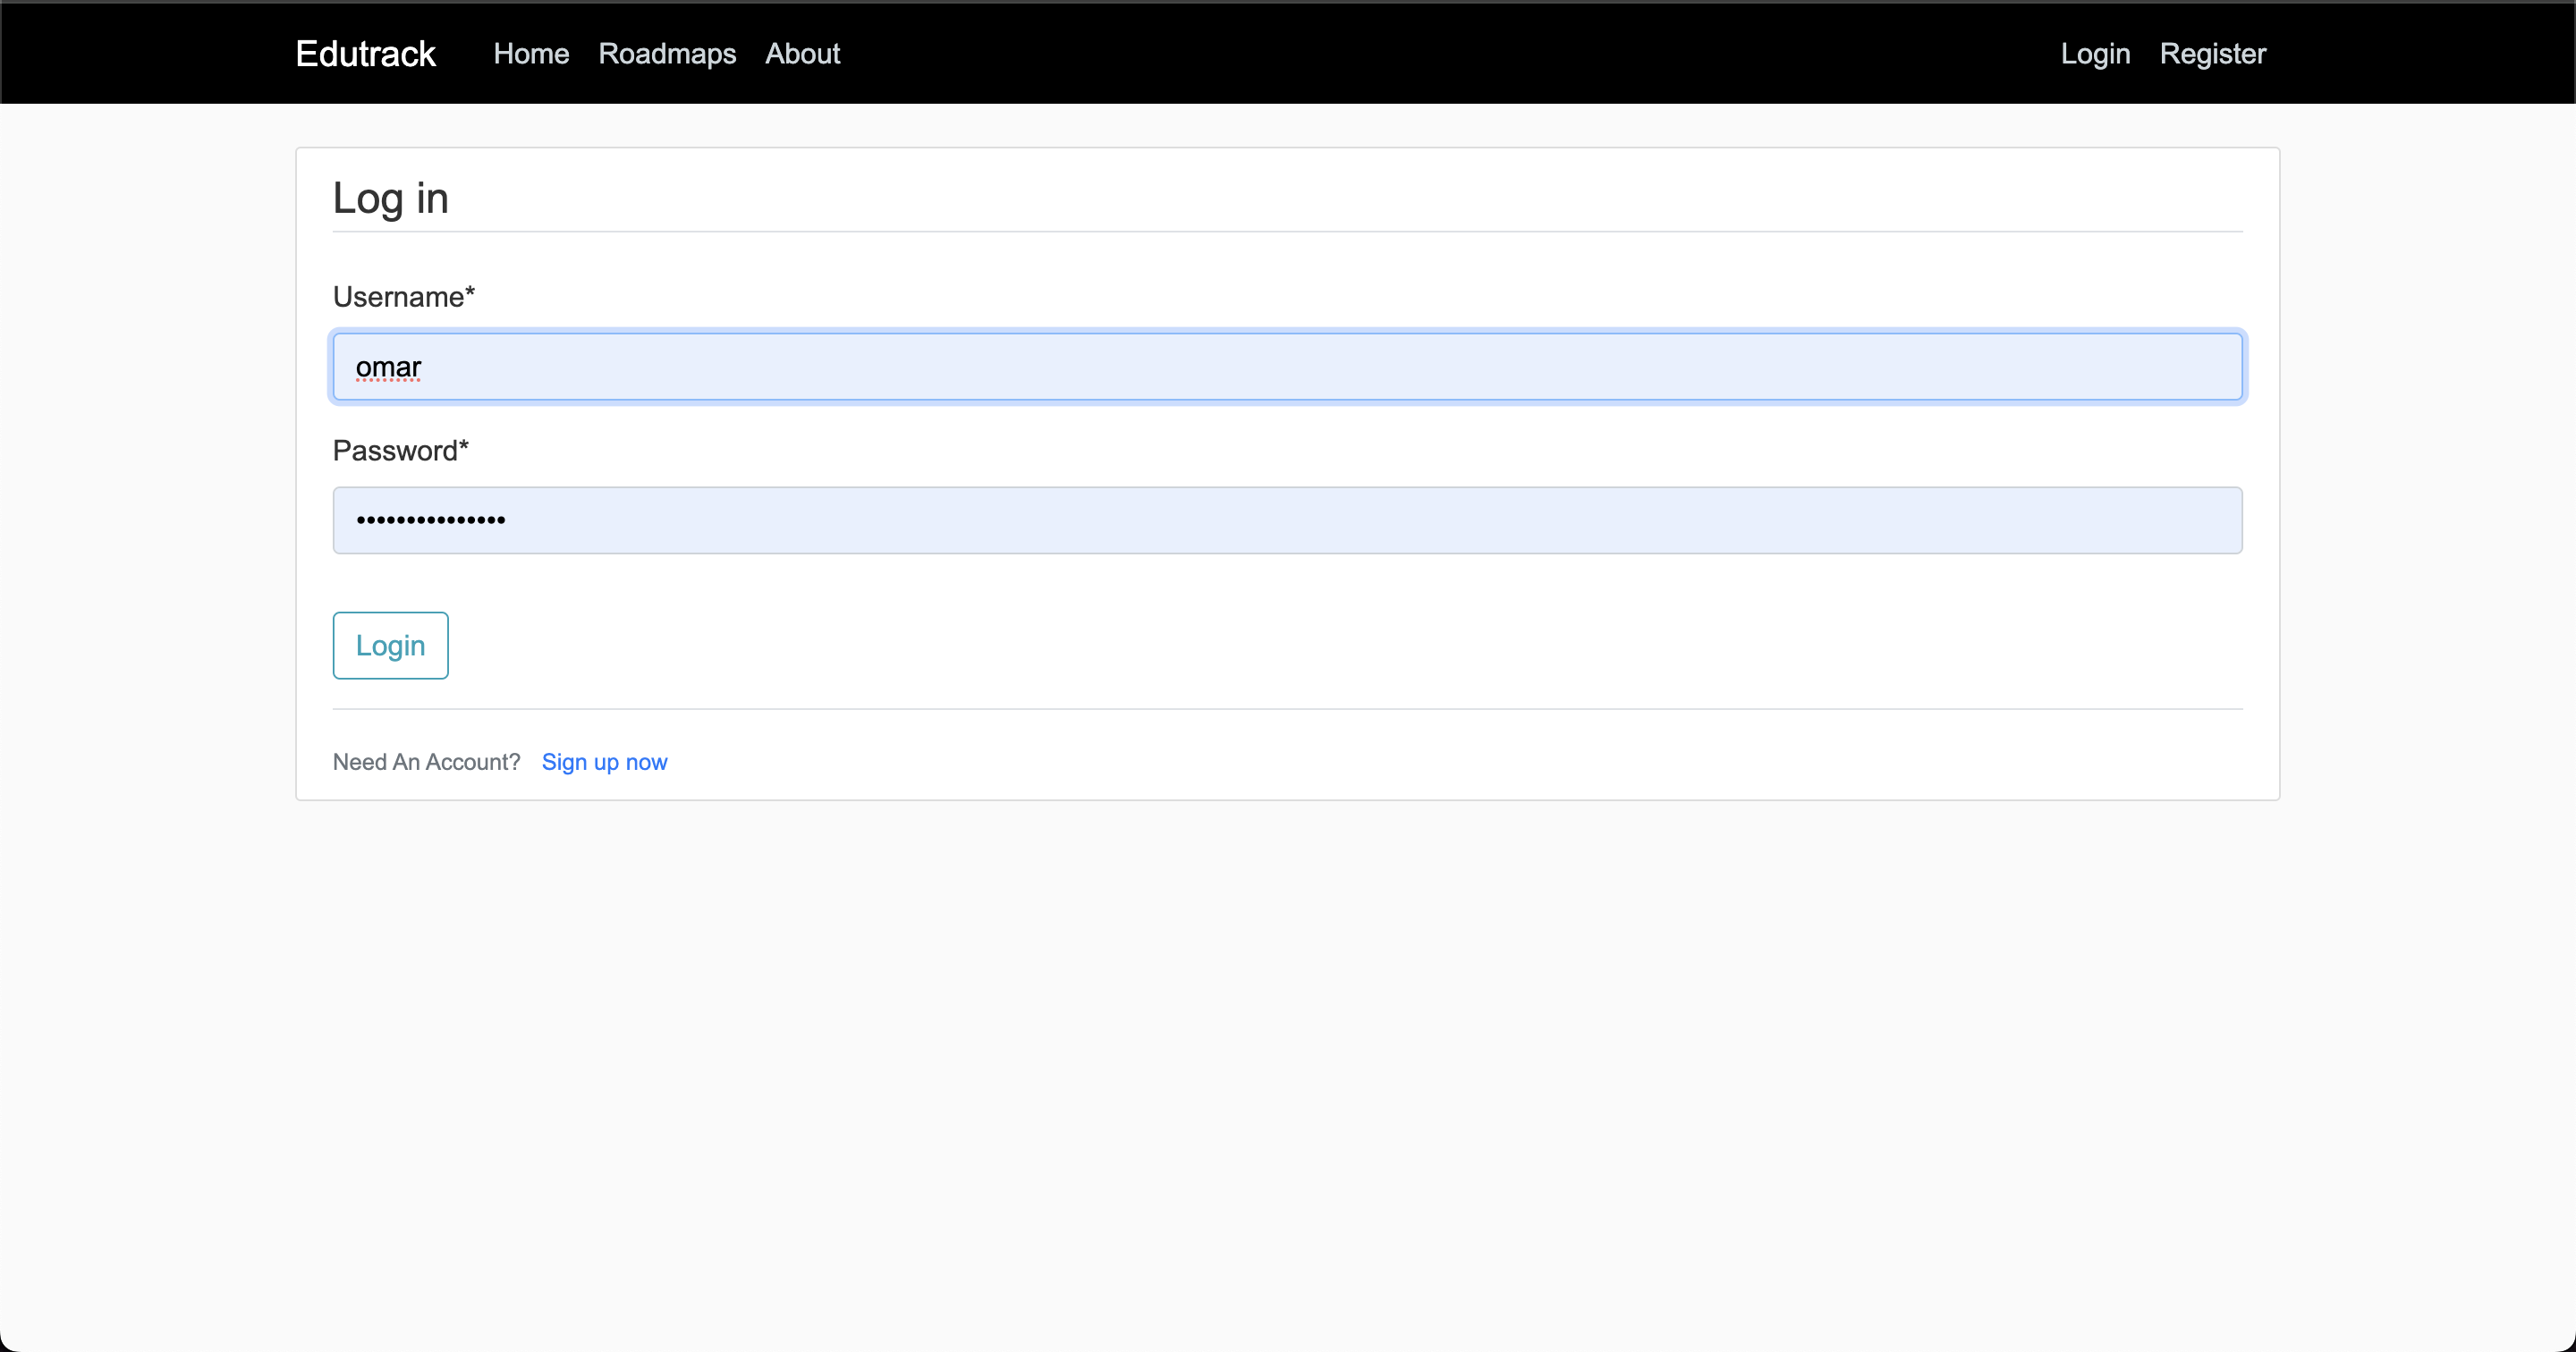 Edutrack Home Roadmaps About Login Register
Log in
Username*
omar
Password*
•••••••••••••••
Login
Need An Account? Sign up now